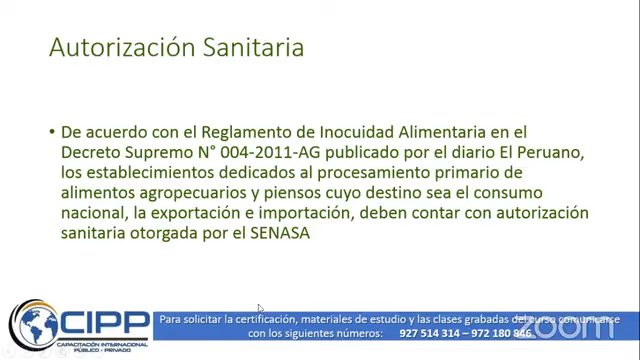 Autorización Sanitaria
• De acuerdo con el Reglamento de Inocuidad Alimentaria en el
Decreto Supremo N° 004-2011-AG publicado por el diario El Peruano,
los establecimientos dedicados al procesamiento primario de
alimentos agropecuarios y piensos cuyo destino sea el consumo
nacional, la exportación e importación, deben contar con autorización
sanitaria otorgada por el SENASA
CIPP
CAPACITACIÓN INTERNACIONAL
PÚBLICO - PRIVADO
Para solicitar la certificación, materiales de estudio y las clases grabadas del curso comunicarse
con los siguientes números: 927 514 314 – 972 180 846
zoom